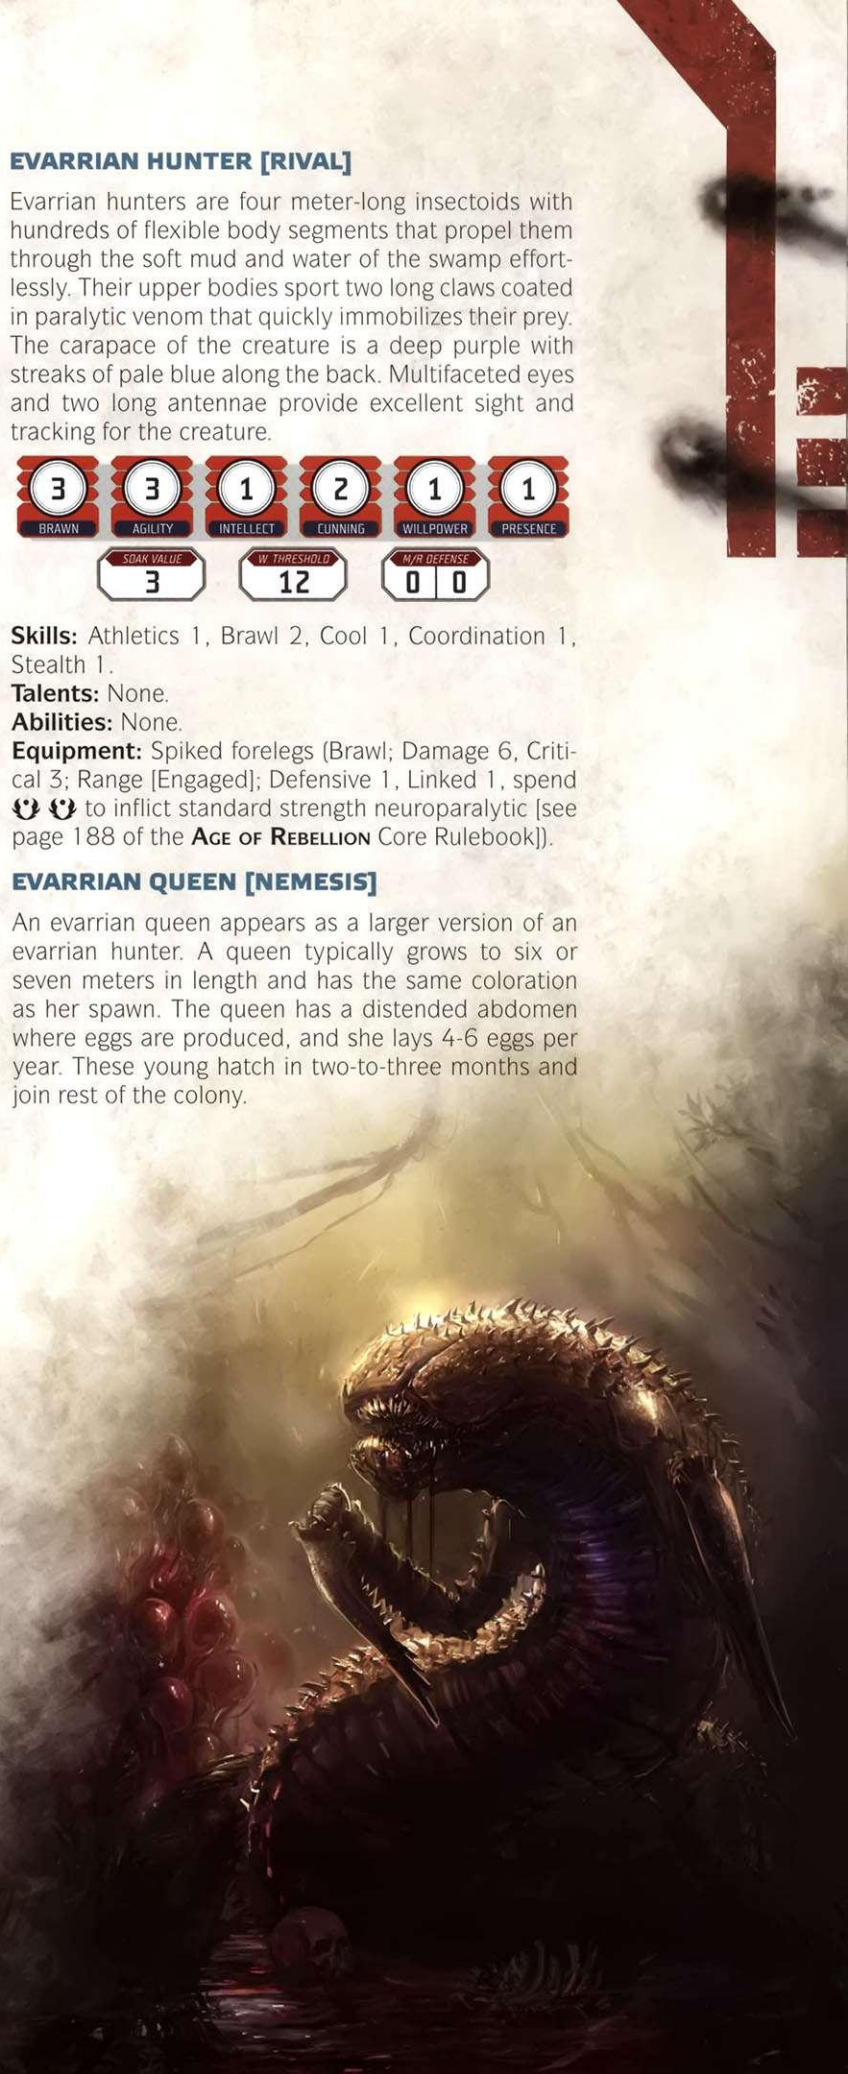 EVARRIAN HUNTER [RIVAL]
Evarrian hunters are four meter-long insectoids with
hundreds of flexible body segments that propel them
through the soft mud and water of the swamp effort-
lessly. Their upper bodies sport two long claws coated
in paralytic venom that quickly immobilizes their prey.
The carapace of the creature is a deep purple with
streaks of pale blue along the back. Multifaceted eyes
and two long antennae provide excellent sight and
tracking for the creature.
3 3 1 2 1 1
BRAWN AGILITY INTELLECT CUNNING WILLPOWER PRESENCE
SOAK VALUE W. THRESHOLD M/R DEFENSE
3 12 0 0
Skills: Athletics 1, Brawl 2, Cool 1, Coordination 1,
Stealth 1.
Talents: None.
Abilities: None.
Equipment: Spiked forelegs (Brawl; Damage 6, Criti-
cal 3; Range [Engaged]; Defensive 1, Linked 1, spend
to inflict standard strength neuroparalytic [see
page 188 of the AGE OF REBELLION Core Rulebook]).
EVARRIAN QUEEN [NEMESIS]
An evarrian queen appears as a larger version of an
evarrian hunter. A queen typically grows to six or
seven meters in length and has the same coloration
as her spawn. The queen has a distended abdomen
where eggs are produced, and she lays 4-6 eggs per
year. These young hatch in two-to-three months and
join rest of the colony.